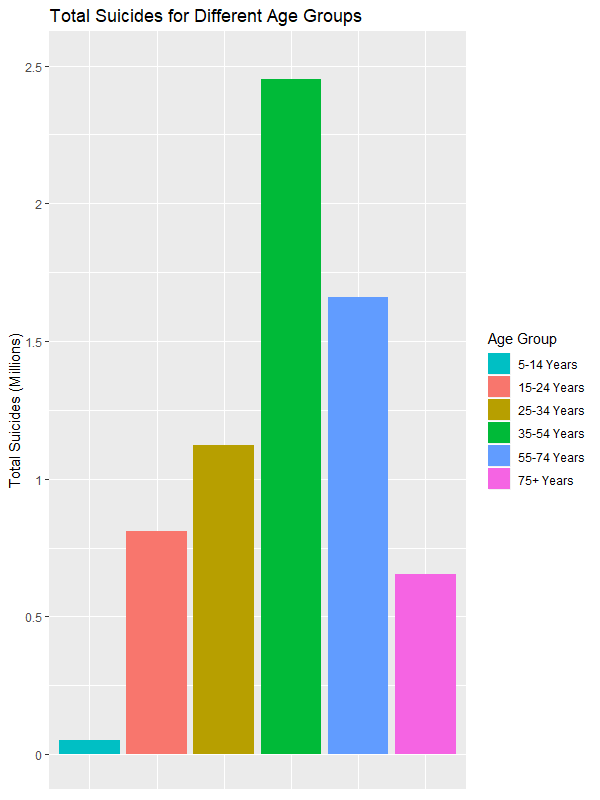 Total Suicides for Different Age Groups
Total Suicides (Millions)
2.5
2
1.5
1
0.5
0
Age Group
5-14 Years
15-24 Years
25-34 Years
35-54 Years
55-74 Years
75+ Years